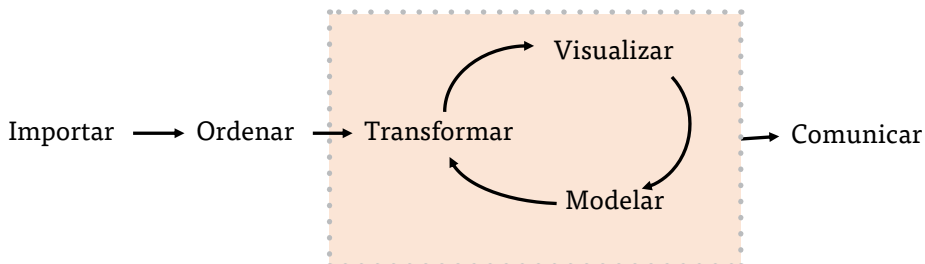 Importar
Ordenar
Transformar
Visualizar
Modelar
Comunicar